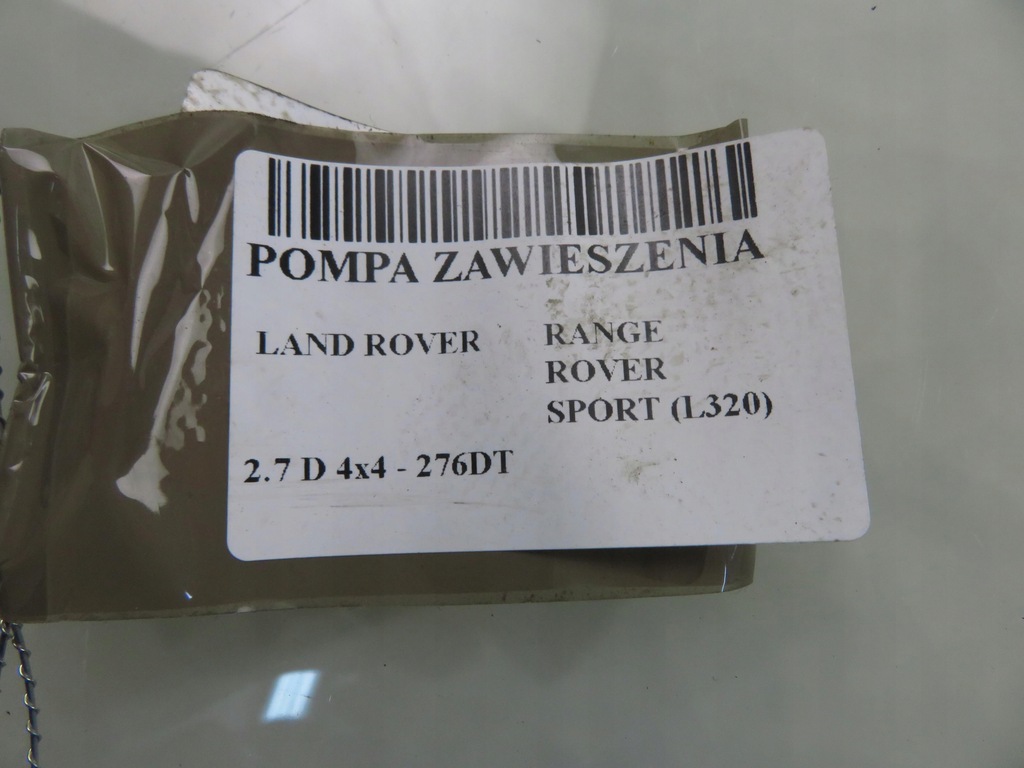 POMPA ZAWIESZENIA
LAND ROVER
RANGE
ROVER
SPORT (L320)
2.7 D 4x4 - 276DT